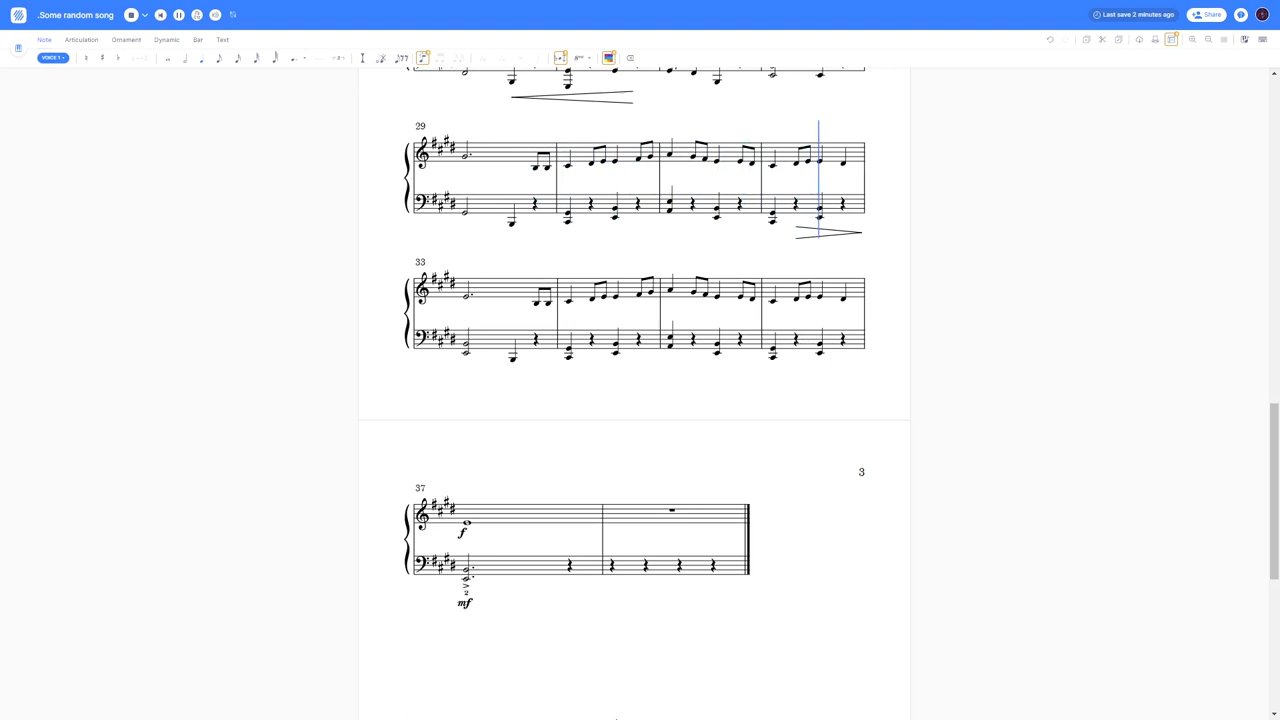 .Some random song
Last save 2 minutes ago
Share
Note Articulation Ornament Dynamic Bar Text
VOICE 1
29
33
3
37
f
2
mf